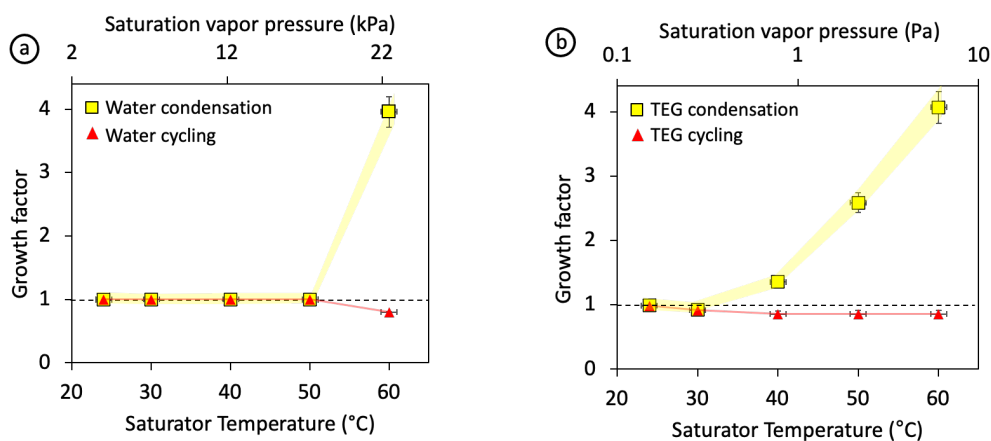 a
Saturation vapor pressure (kPa)
2 12 22
Growth factor
4
3
2
1
0
Water condensation
Water cycling
20 30 40 50 60
Saturator Temperature (°C)
b
Saturation vapor pressure (Pa)
0.1 1 10
Growth factor
4
3
2
1
0
TEG condensation
TEG cycling
20 30 40 50 60
Saturator Temperature (°C)